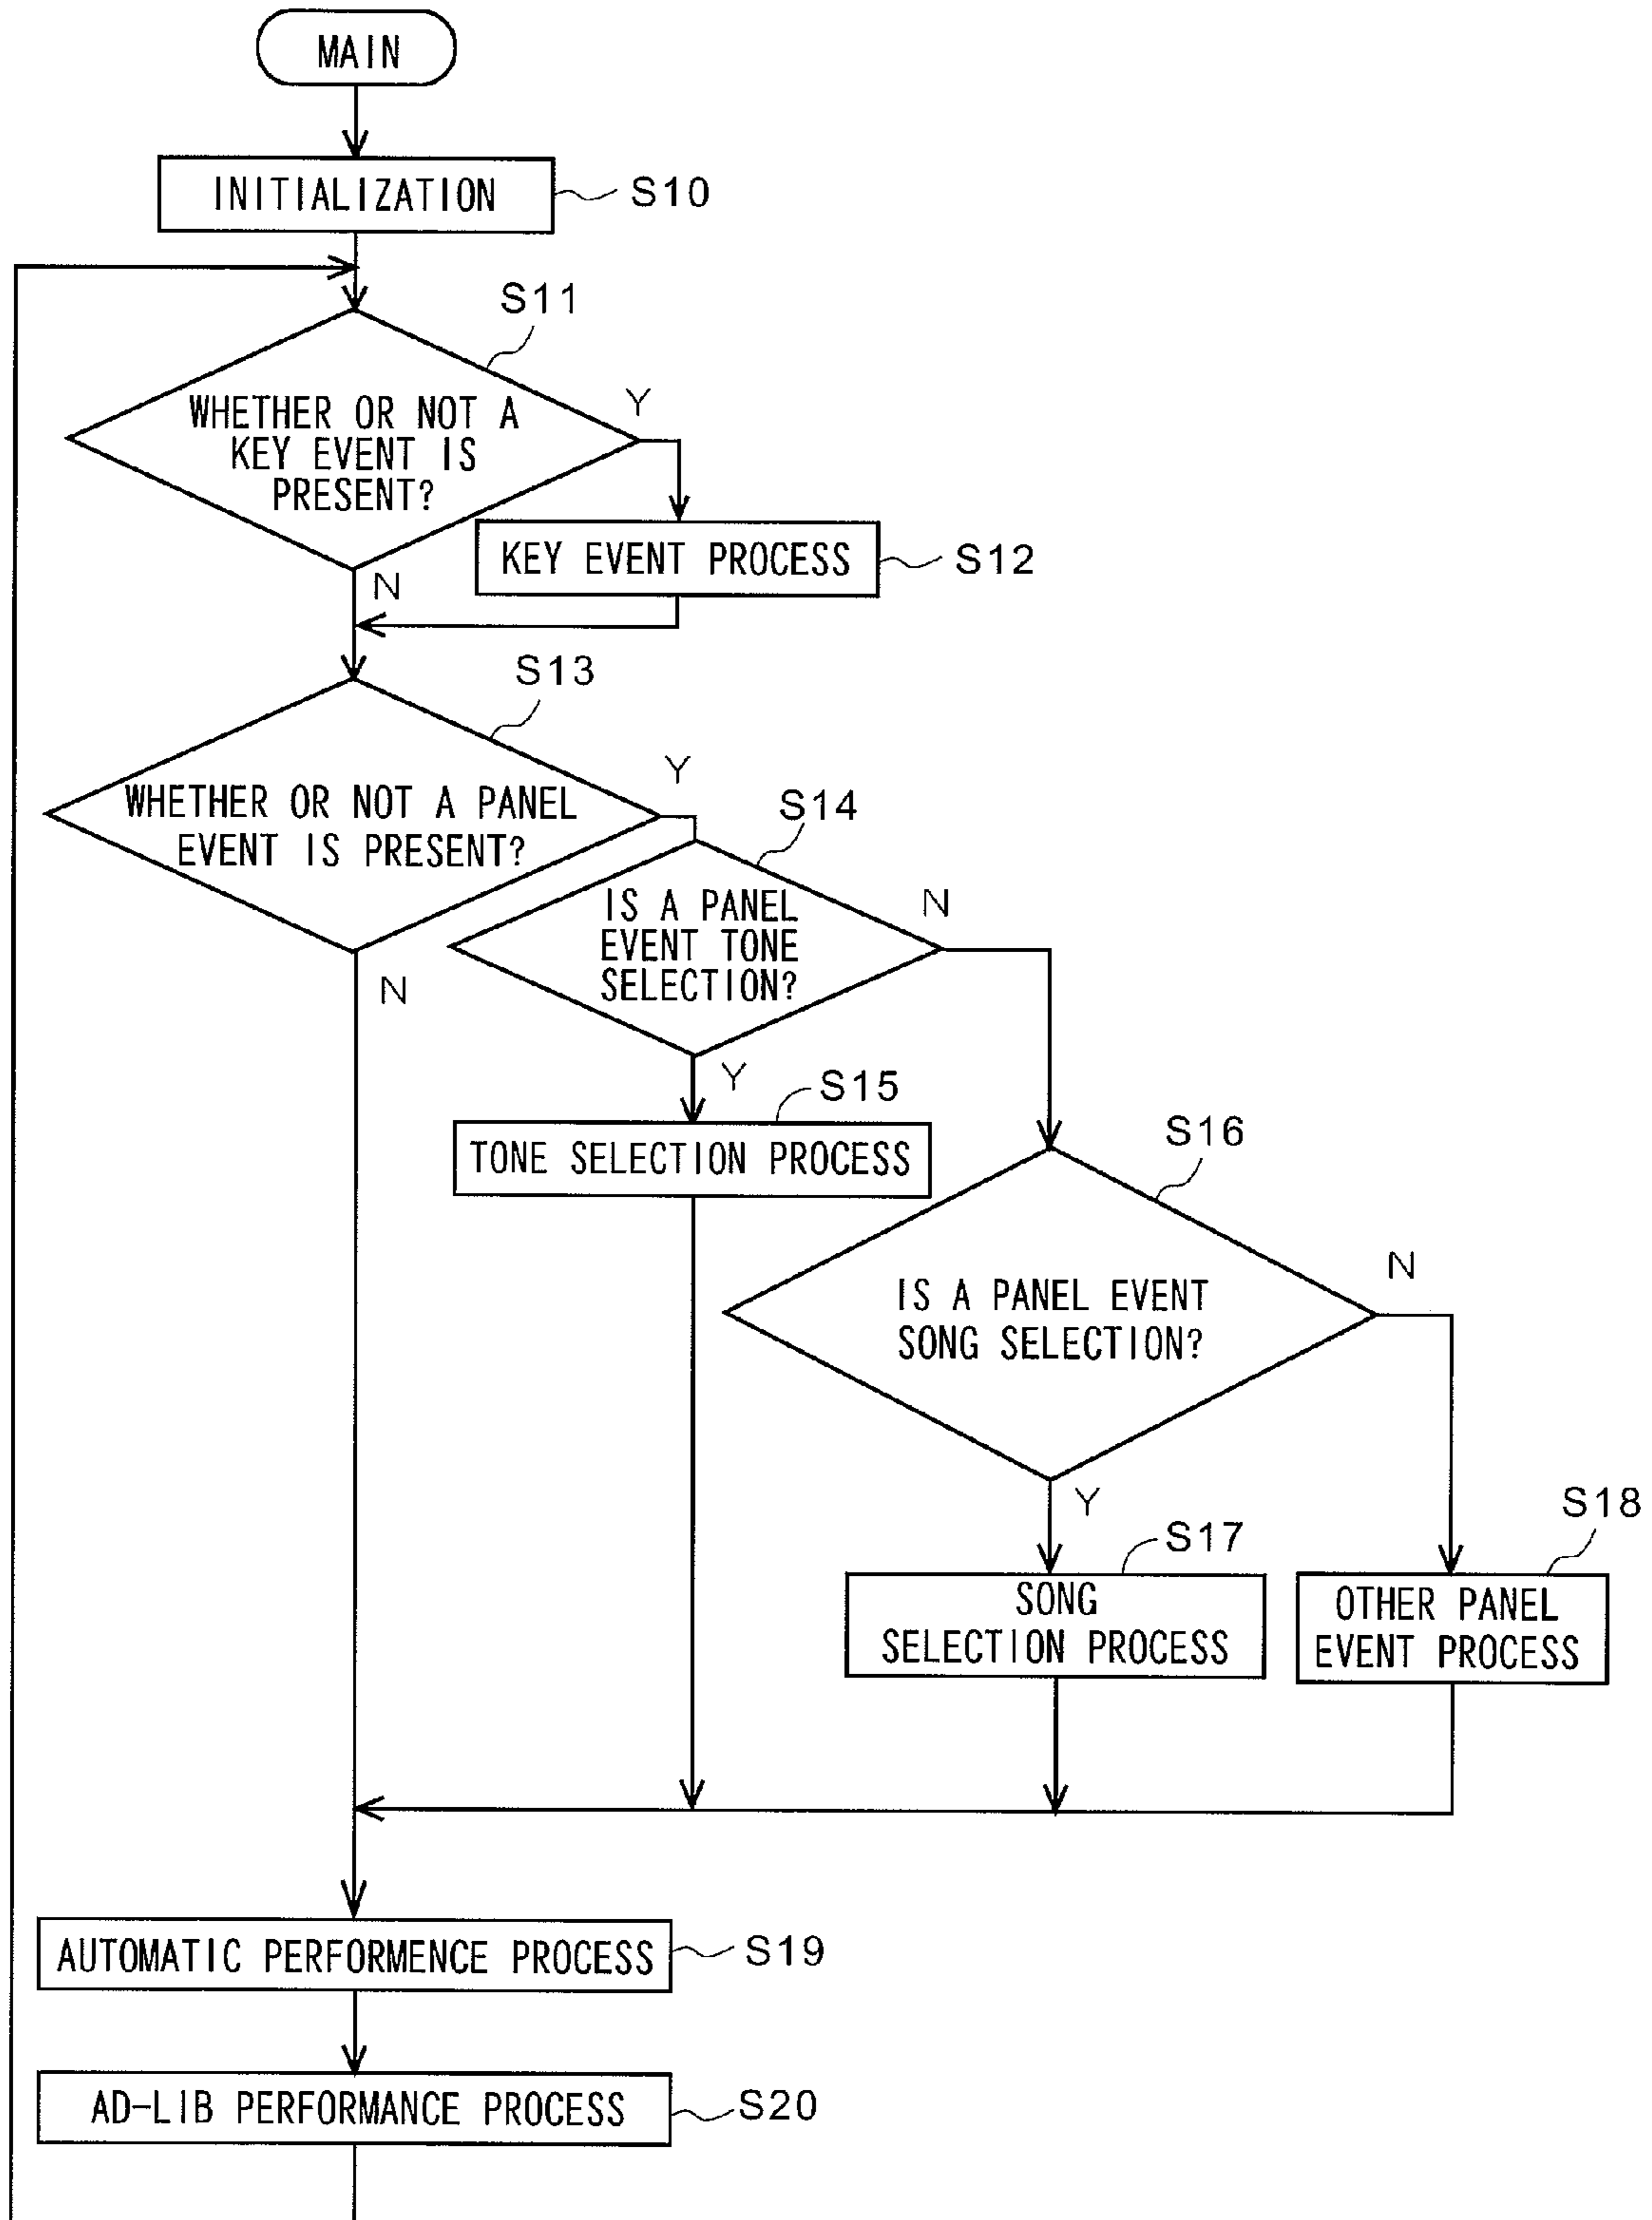 MAIN
INITIALIZATION
S10
S11
WHETHER OR NOT A
KEY EVENT IS
PRESENT?
Y
N
KEY EVENT PROCESS
S12
S13
WHETHER OR NOT A PANEL
EVENT IS PRESENT?
Y
N
S14
IS A PANEL
EVENT TONE
SELECTION?
N
Y
S15
TONE SELECTION PROCESS
S16
IS A PANEL EVENT
SONG SELECTION?
N
Y
S17
SONG
SELECTION PROCESS
S18
OTHER PANEL
EVENT PROCESS
AUTOMATIC PERFORMENCE PROCESS
S19
AD-LIB PERFORMANCE PROCESS
S20